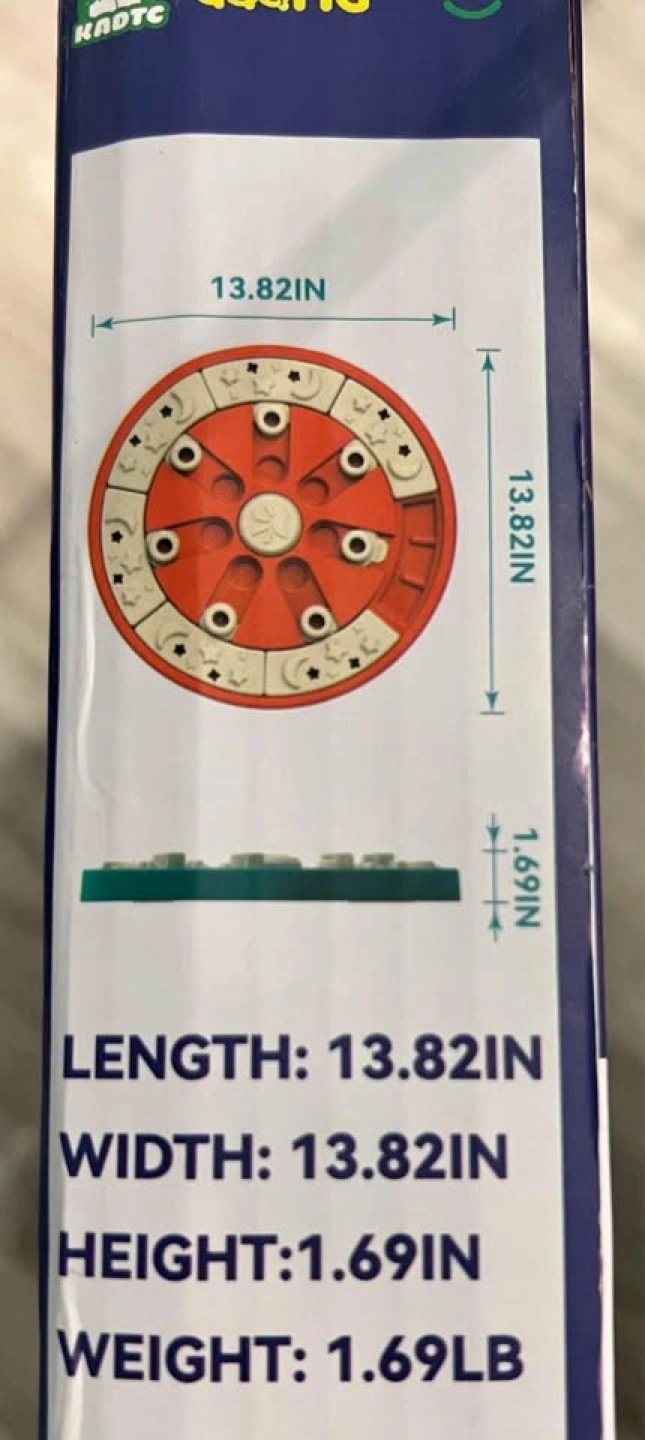 KADTC
13.82IN
13.82IN
1.69IN
LENGTH: 13.82IN
WIDTH: 13.82IN
HEIGHT:1.69IN
WEIGHT: 1.69LB